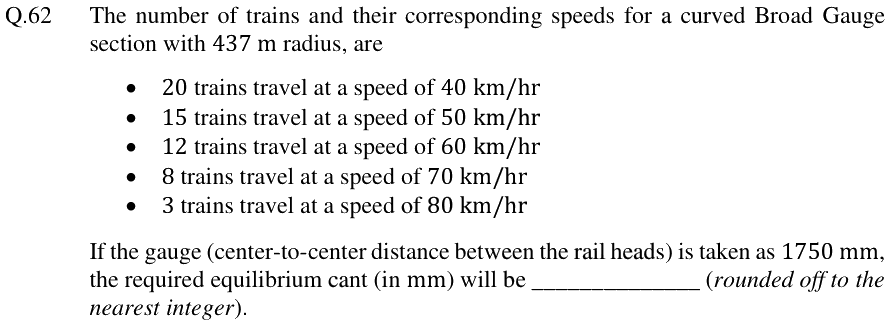 Q.62 The number of trains and their corresponding speeds for a curved Broad Gauge
section with 437 m radius, are
• 20 trains travel at a speed of 40 km/hr
• 15 trains travel at a speed of 50 km/hr
• 12 trains travel at a speed of 60 km/hr
• 8 trains travel at a speed of 70 km/hr
• 3 trains travel at a speed of 80 km/hr
If the gauge (center-to-center distance between the rail heads) is taken as 1750 mm,
the required equilibrium cant (in mm) will be _______________ (rounded off to the
nearest integer).